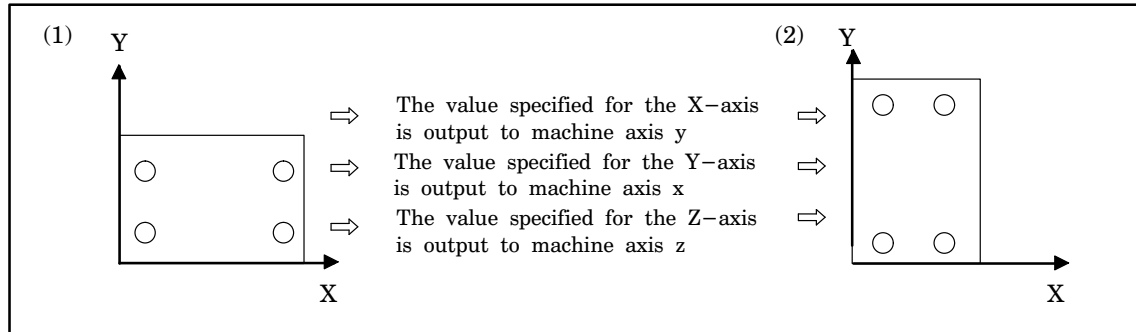 (1)
Y
X
The value specified for the X−axis
is output to machine axis y
The value specified for the Y−axis
is output to machine axis x
The value specified for the Z−axis
is output to machine axis z
(2)
Y
X